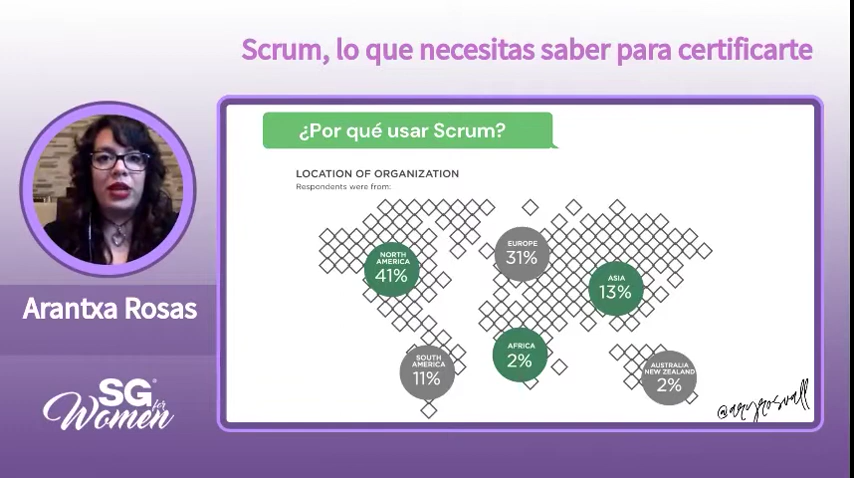 Scrum, lo que necesitas saber para certificarte
¿Por qué usar Scrum?
LOCATION OF ORGANIZATION
Respondents were from:
NORTH
AMERICA
41%
EUROPE
31%
ASIA
13%
SOUTH
AMERICA
11%
AFRICA
2%
AUSTRALIA
NEW ZEALAND
2%
Arantxa Rosas
SG
for
Women